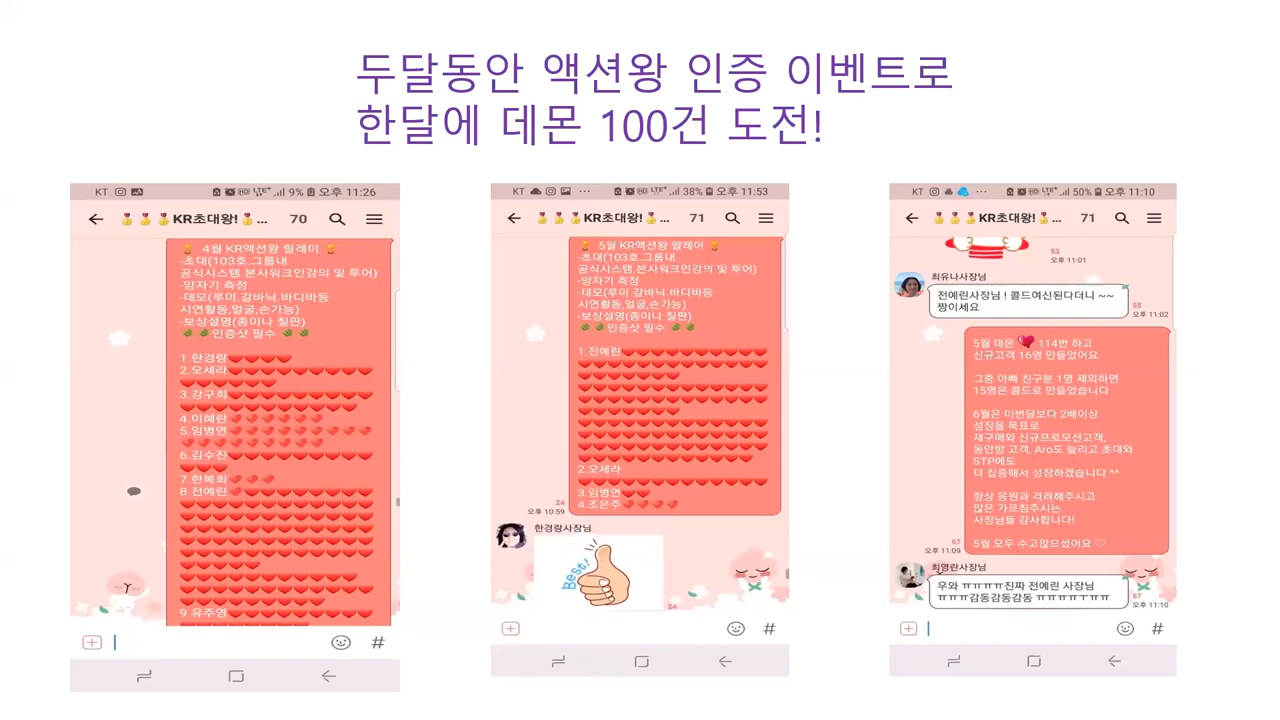 두달동안 액션왕 인증 이벤트로
한달에 데몬 100건 도전!
KT
9% 오후 11:26
KR초대왕! ... 70
4월 KR액션왕 릴레이
-초대(103호..그룹내
공식시스템.본사워크인강의 및 투어)
-양자기 측정
-데모(루미.갈바닉.바디바등
시연활동,얼굴,손가능)
-보상설명(종이나 칠판)
인증샷 필수
1.한경랑
2.오세라
3.강구희
4.이혜란
5.임병연
6.김수진
7.한복희
8.전예린
9.유주영
#
KT ...
LTE+ 38% 오후 11:53
KR초대왕! ... 71
5월 KR액션왕 릴레이
-초대(103호..그룹내
공식시스템.본사워크인강의 및 투어)
-양자기 측정
-데모(루미.갈바닉.바디바등
시연활동,얼굴,손가능)
-보상설명(종이나 칠판)
인증샷 필수
1.전예린
2.오세라
3.임병연
4.조은주
24
오후 10:59
한경랑사장님
Best!
24
#
KT ...
LTE+ 50% 오후 11:10
KR초대왕! ... 71
53
오후 11:01
최유나사장님
전예린사장님 ! 콜드여신된다더니 ~~
짱이세요
55
오후 11:02
5월 데몬 114번 하고
신규고객 16명 만들었어요
그중 아빠 친구분 1명 제외하면
15명은 콜드로 만들었습니다
6월은 이번달보다 2배이상
성장을 목표로
재구매와 신규프로모션고객,
동안방 고객, Aro도 늘리고 초대와
STP에도
더 집중해서 성장하겠습니다 ^^
항상 응원과 격려해주시고
많은 가르침주시는
사장님들 감사합니다!
5월 모두 수고많으셨어요 ♡
67
오후 11:09
최영란사장님
우와 ㅠㅠㅠㅠ진짜 전예린 사장님
ㅠㅠㅠ감동감동감동 ㅠㅠㅠㅜㅠㅠ
67
오후 11:10
#